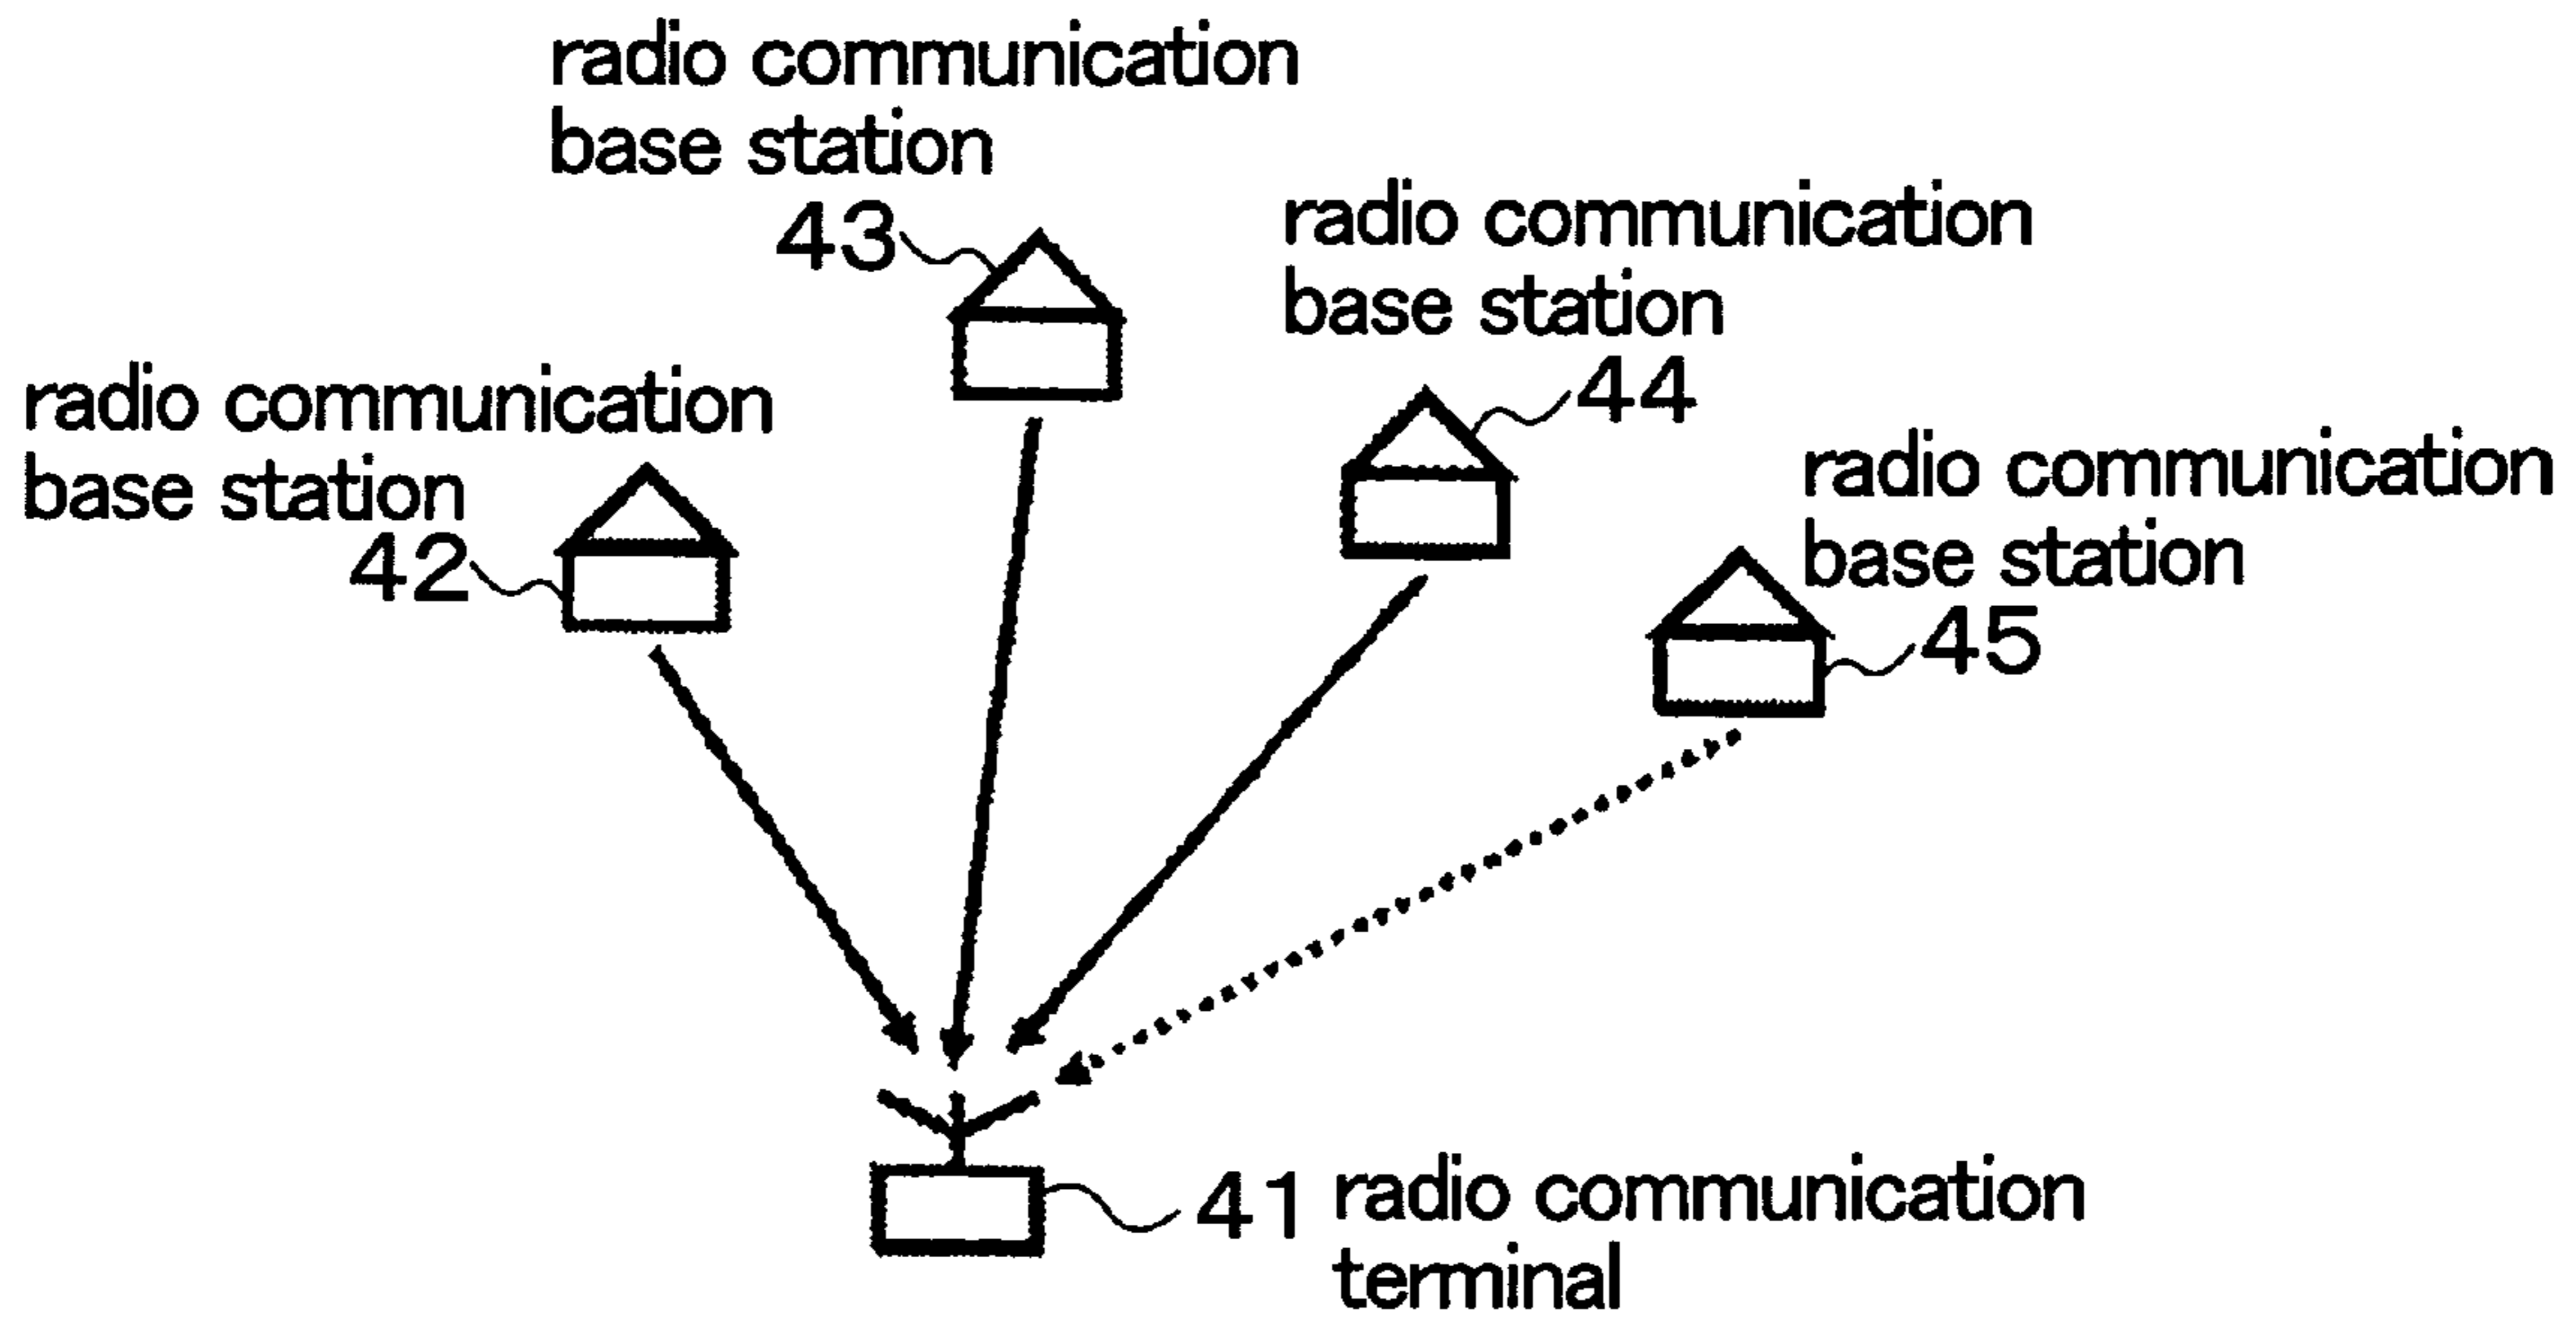 radio communication
base station
43
radio communication
base station
44
radio communication
base station
42
radio communication
base station
45
41 radio communication
terminal